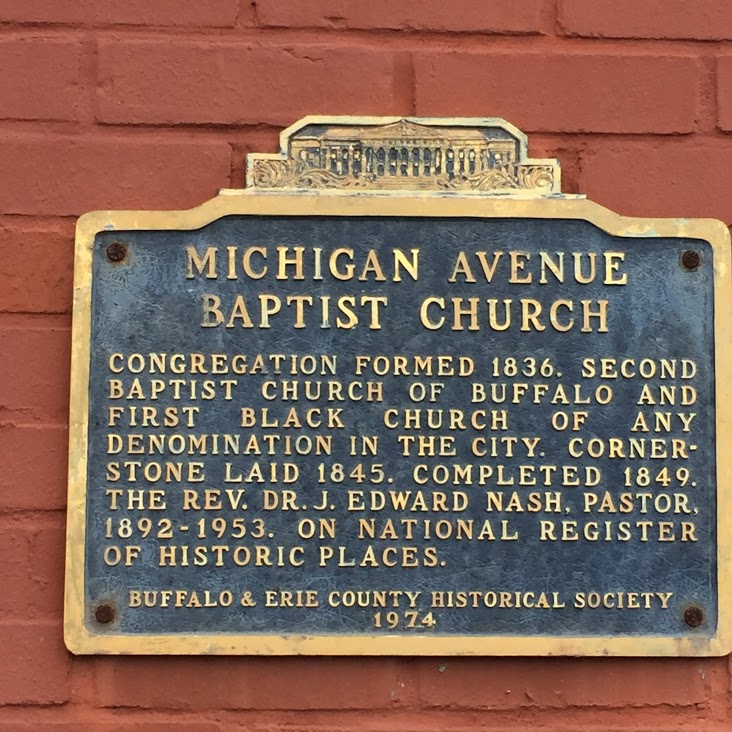 MICHIGAN AVENUE
BAPTIST CHURCH
CONGREGATION FORMED 1836. SECOND
BAPTIST CHURCH OF BUFFALO AND
FIRST BLACK CHURCH OF ANY
DENOMINATION IN THE CITY. CORNER-
STONE LAID 1845. COMPLETED 1849.
THE REV. DR. J. EDWARD NASH, PASTOR,
1892-1953. ON NATIONAL REGISTER
OF HISTORIC PLACES.
BUFFALO & ERIE COUNTY HISTORICAL SOCIETY
1974